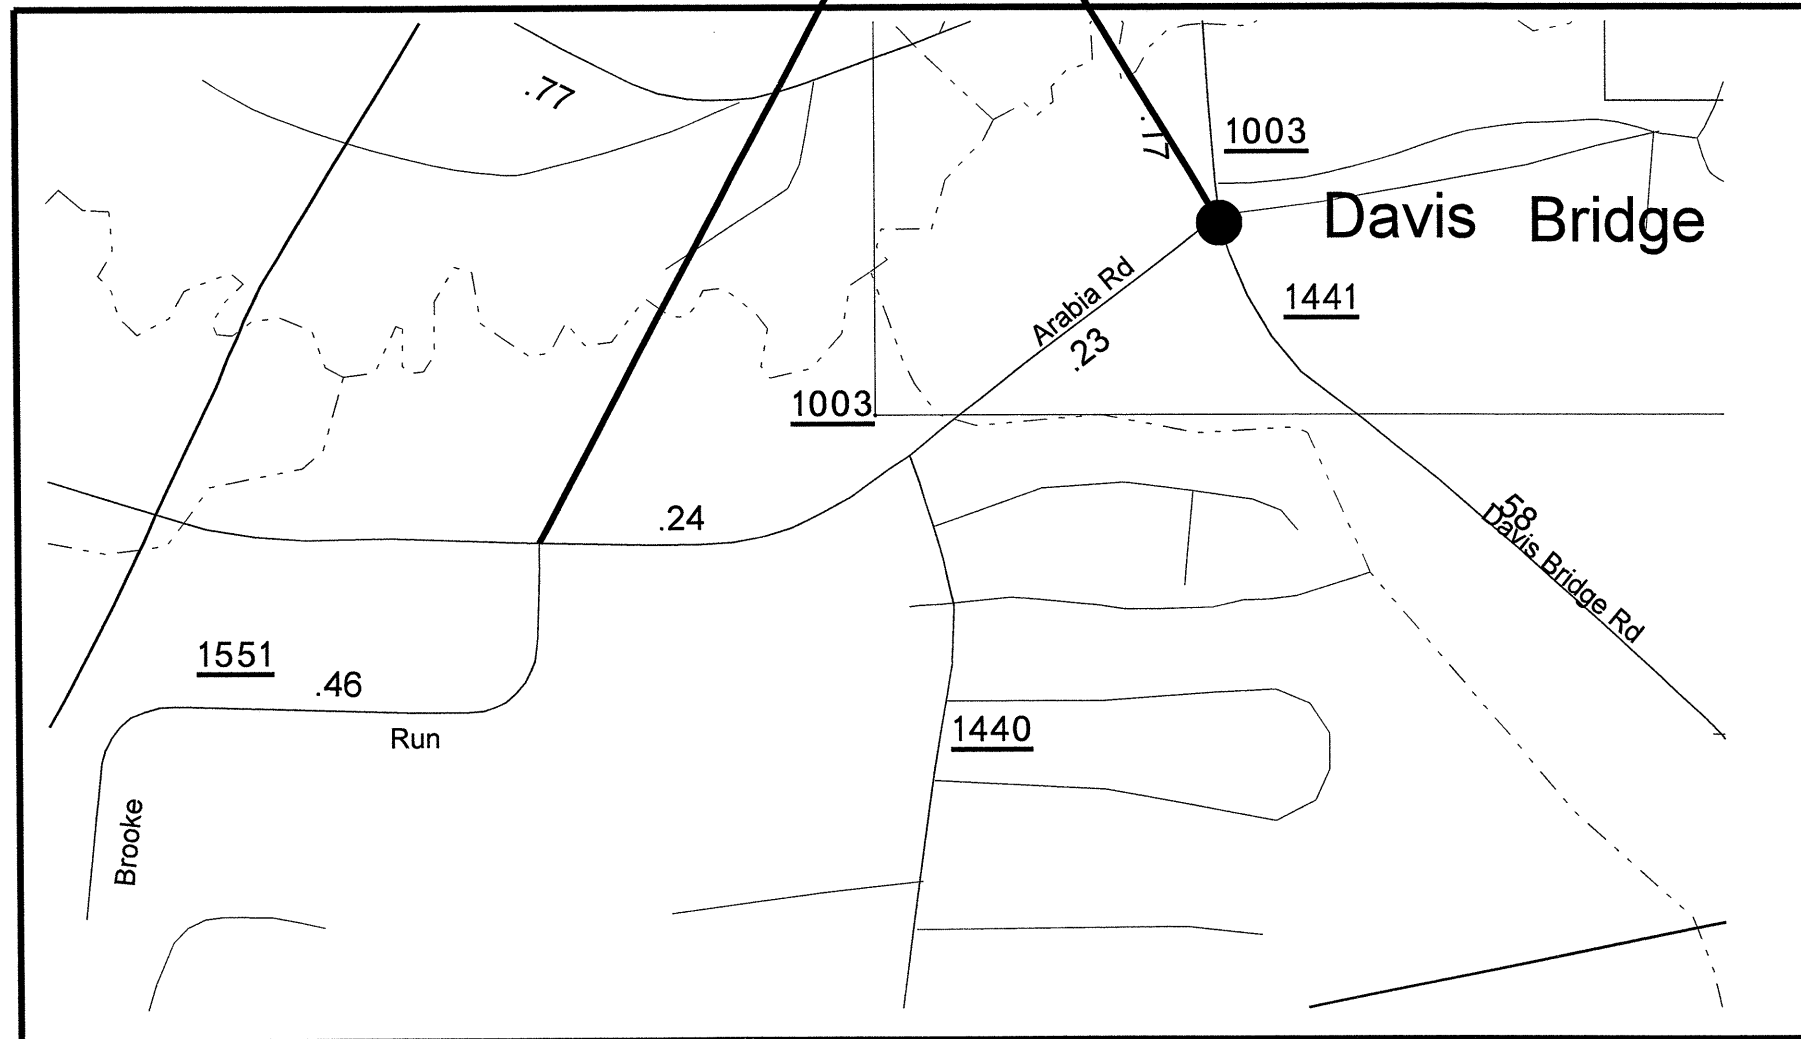 .77
.17
1003
Davis Bridge
1441
Arabia Rd
.23
1003
.24
.58
Davis Bridge Rd
1551
.46
Run
1440
Brooke